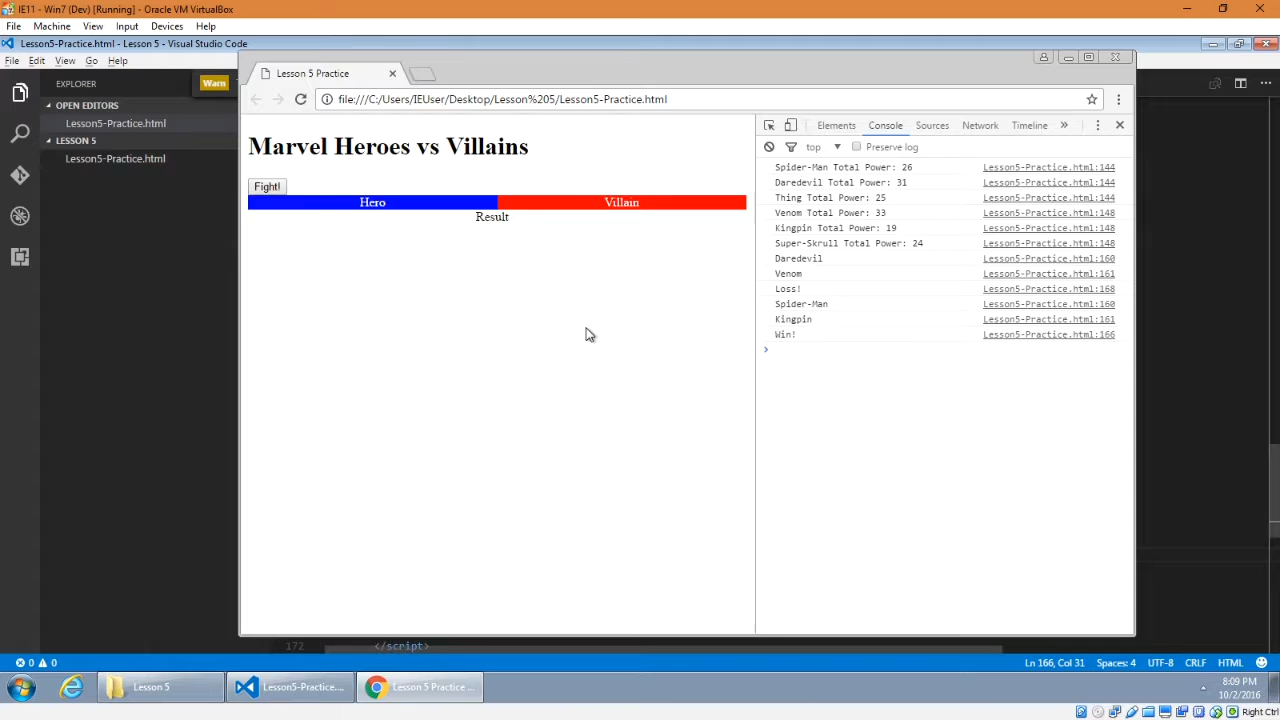 IE11 - Win7 (Dev) [Running] - Oracle VM VirtualBox
File Machine View Input Devices Help
Lesson5-Practice.html - Lesson 5 - Visual Studio Code
File Edit View Go Help
EXPLORER
Warn
OPEN EDITORS
Lesson5-Practice.html
LESSON 5
Lesson5-Practice.html
Lesson 5 Practice
file:///C:/Users/IEUser/Desktop/Lesson%205/Lesson5-Practice.html
Marvel Heroes vs Villains
Fight!
Hero Villain
Result
Elements Console Sources Network Timeline
top Preserve log
Spider-Man Total Power: 26 Lesson5-Practice.html:144
Daredevil Total Power: 31 Lesson5-Practice.html:144
Thing Total Power: 25 Lesson5-Practice.html:144
Venom Total Power: 33 Lesson5-Practice.html:148
Kingpin Total Power: 19 Lesson5-Practice.html:148
Super-Skrull Total Power: 24 Lesson5-Practice.html:148
Daredevil Lesson5-Practice.html:160
Venom Lesson5-Practice.html:161
Loss! Lesson5-Practice.html:168
Spider-Man Lesson5-Practice.html:160
Kingpin Lesson5-Practice.html:161
Win! Lesson5-Practice.html:166
172 </script>
0 0 Ln 166, Col 31 Spaces: 4 UTF-8 CRLF HTML
Lesson 5 Lesson5-Practice.... Lesson 5 Practice ... 8:09 PM
10/2/2016
Right Ctrl